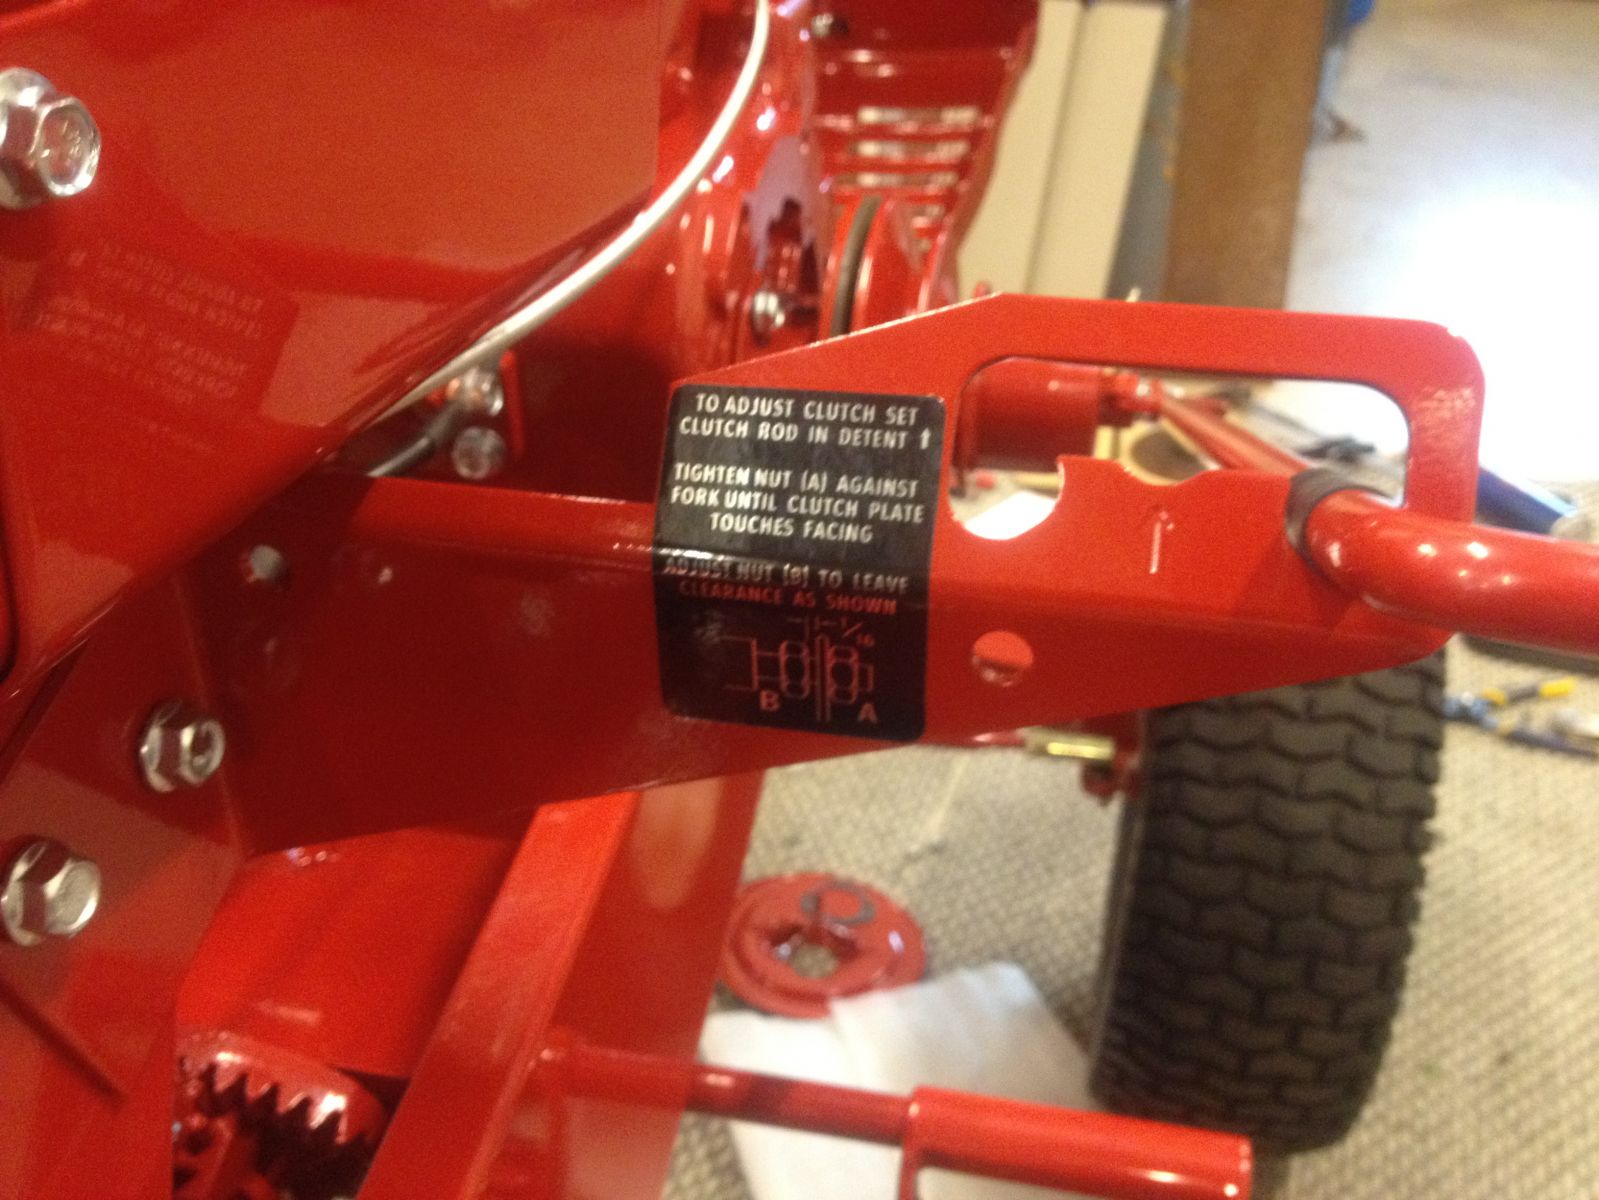 TO ADJUST CLUTCH SET
CLUTCH ROD IN DETENT ↑
TIGHTEN NUT (A) AGAINST
FORK UNTIL CLUTCH PLATE
TOUCHES FACING
ADJUST NUT (B) TO LEAVE
CLEARANCE AS SHOWN
1/16
B A